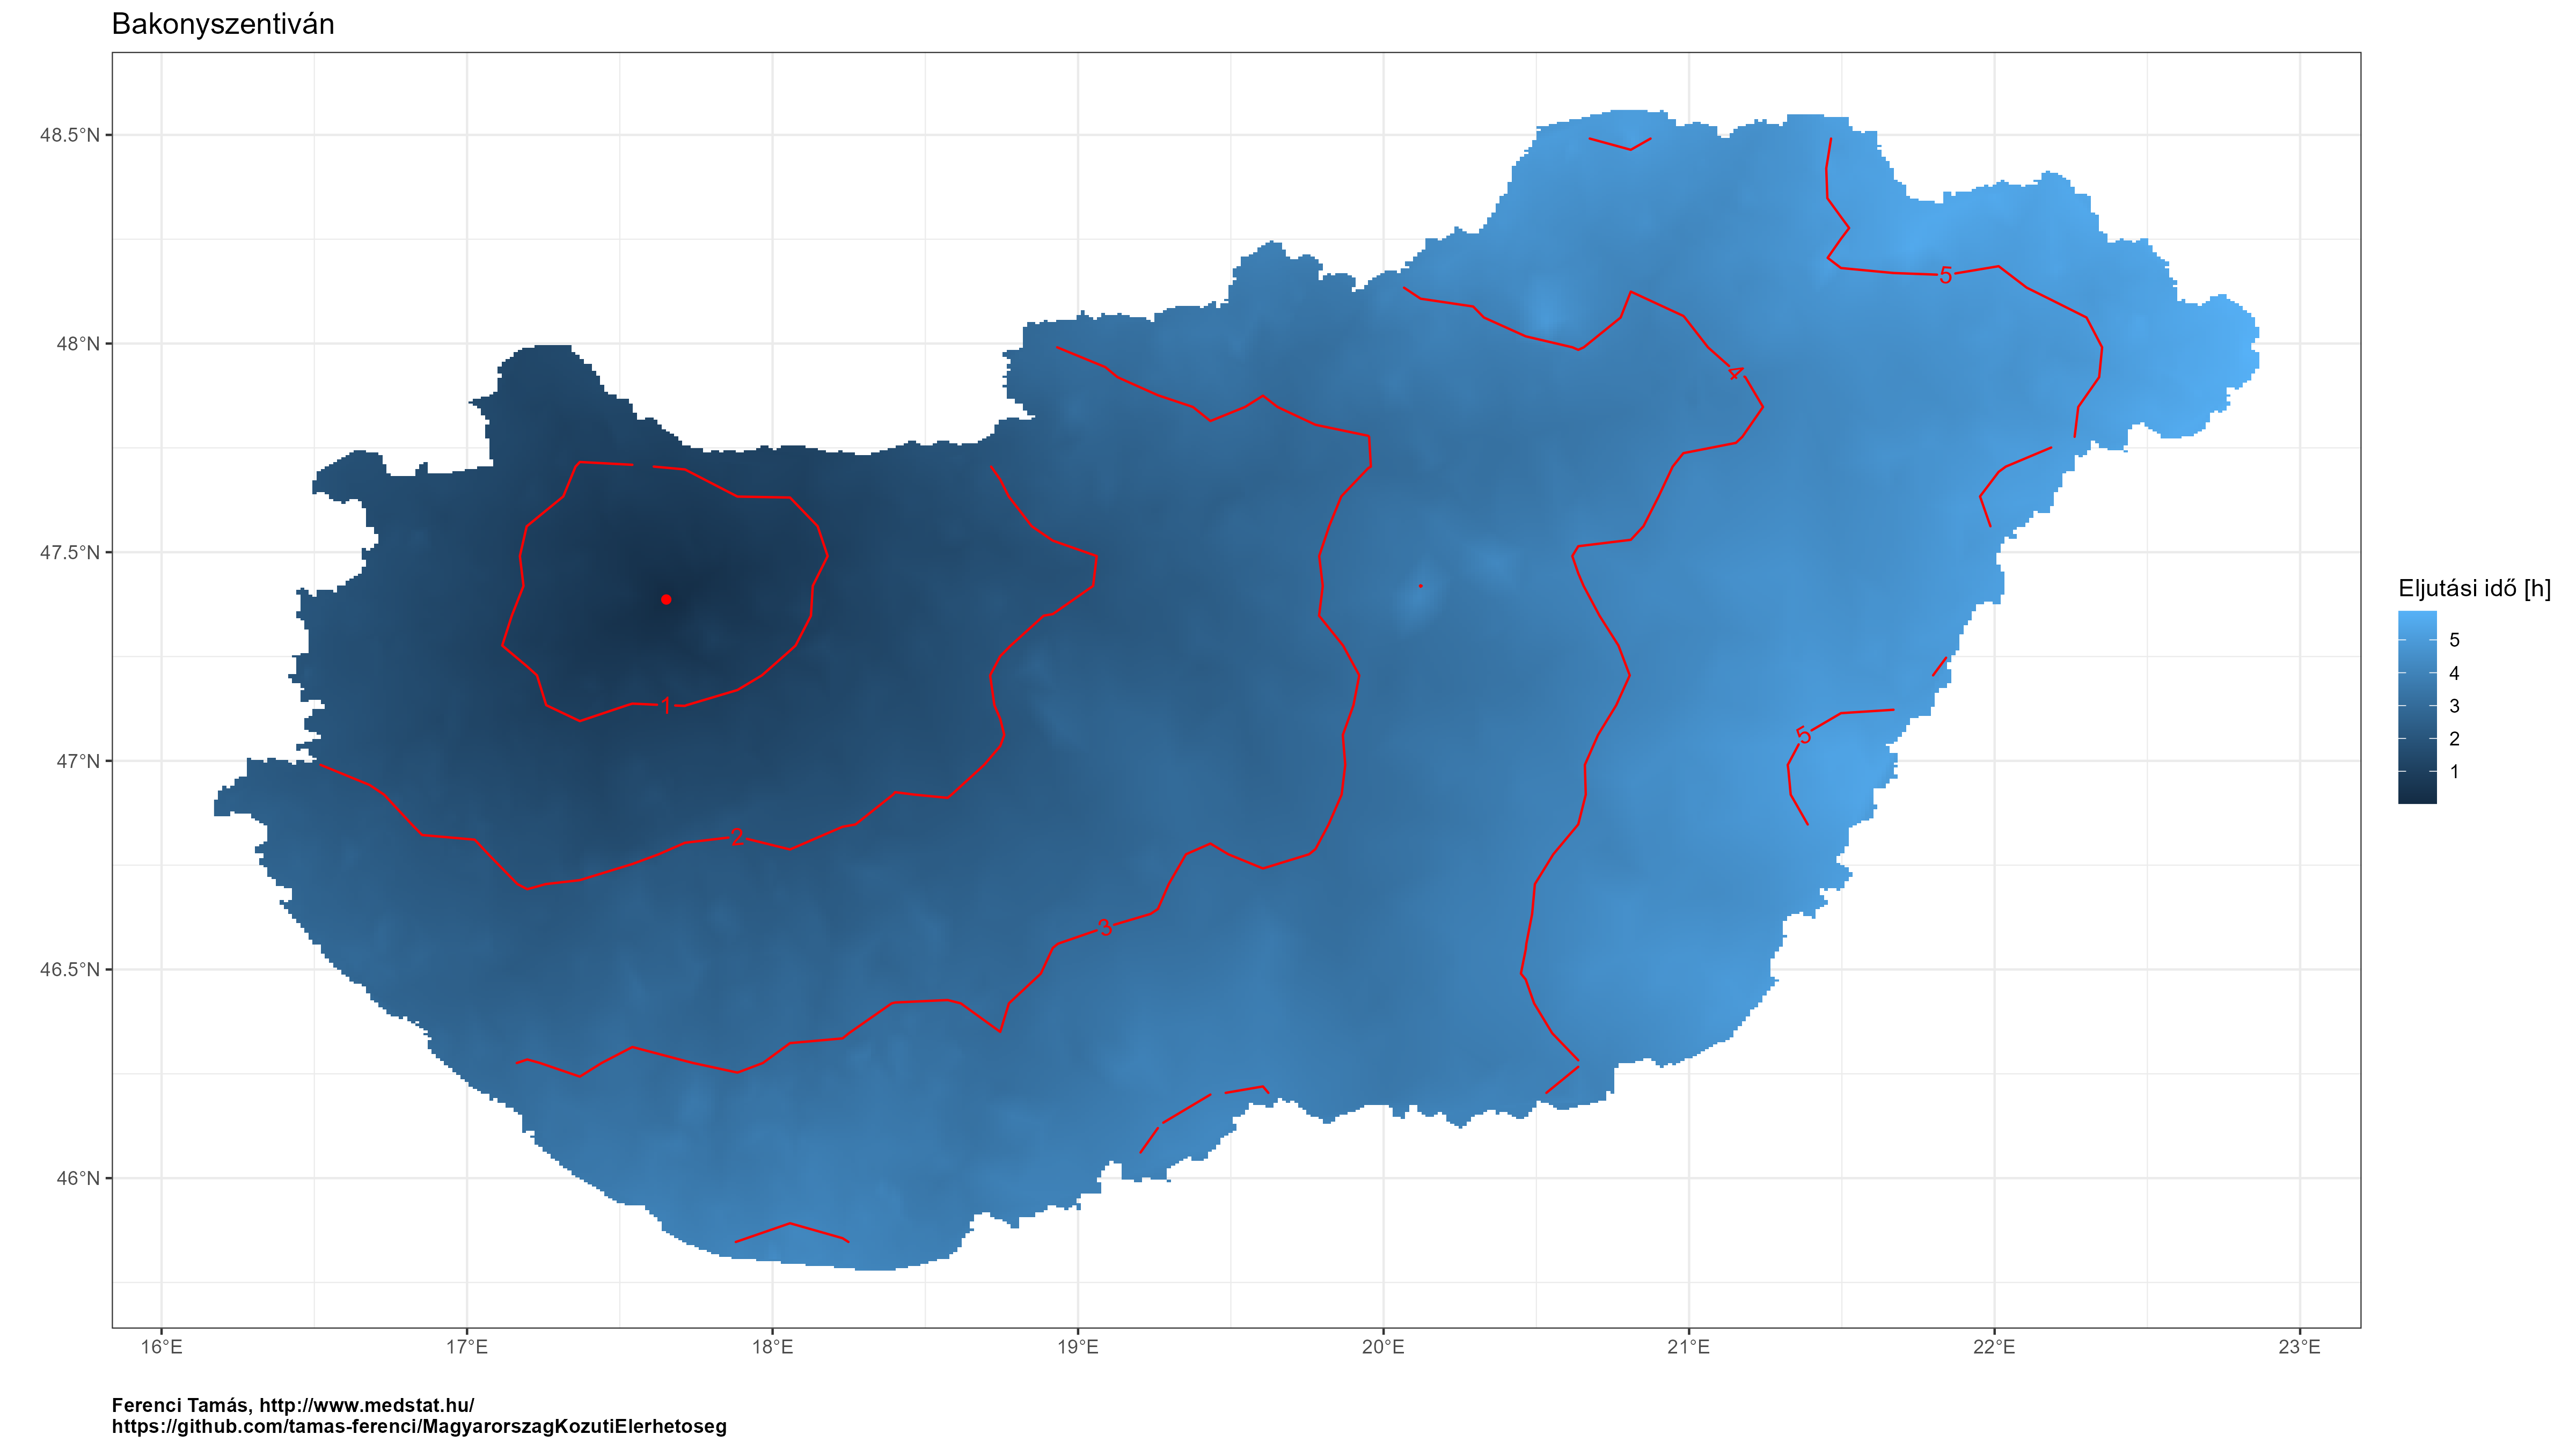 Bakonyszentiván
48.5°N
48°N
47.5°N
47°N
46.5°N
46°N
16°E
17°E
18°E
19°E
20°E
21°E
22°E
23°E
1
2
3
4
5
5
Eljutási idő [h]
5
4
3
2
1
Ferenci Tamás, http://www.medstat.hu/
https://github.com/tamas-ferenci/MagyarorszagKozutiElerhetoseg